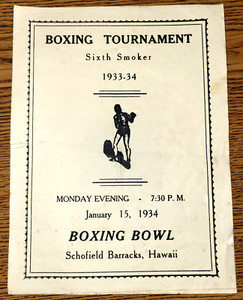 BOXING TOURNAMENT
Sixth Smoker
1933-34
MONDAY EVENING - 7:30 P. M.
January 15, 1934
BOXING BOWL
Schofield Barracks, Hawaii